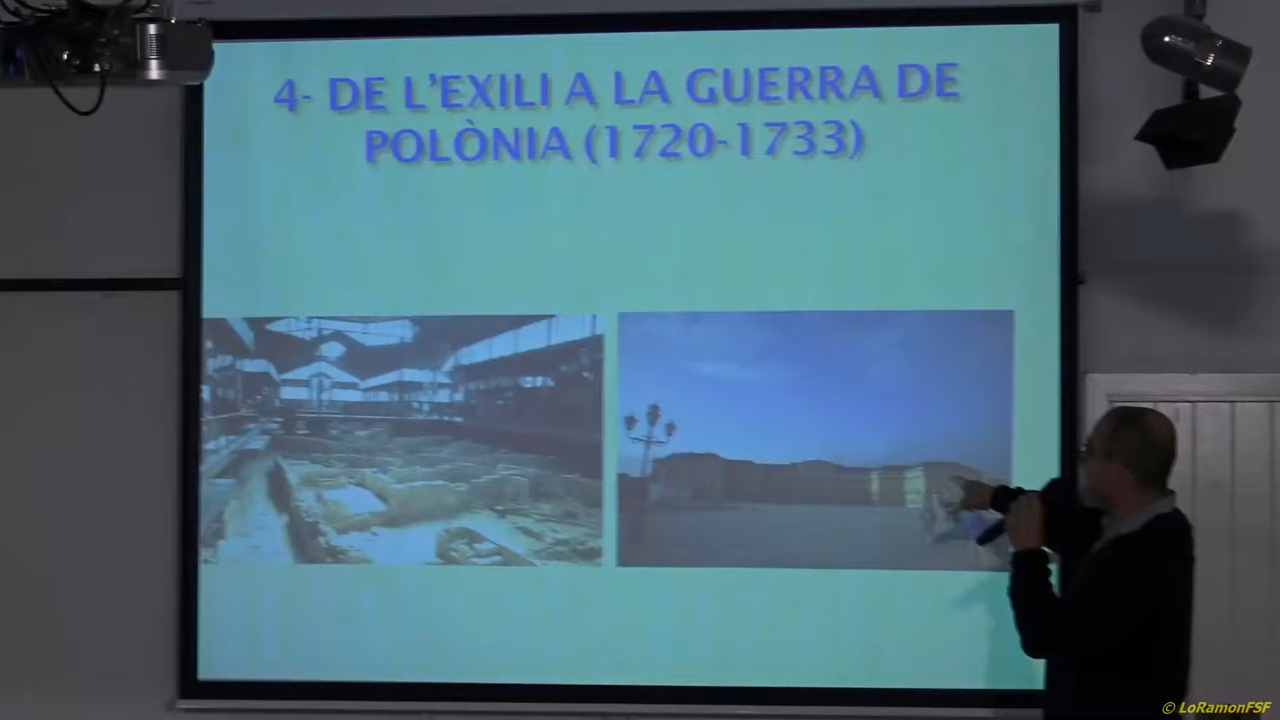 4- DE L'EXILI A LA GUERRA DE
POLÒNIA (1720-1733)
© LoRamonFSF